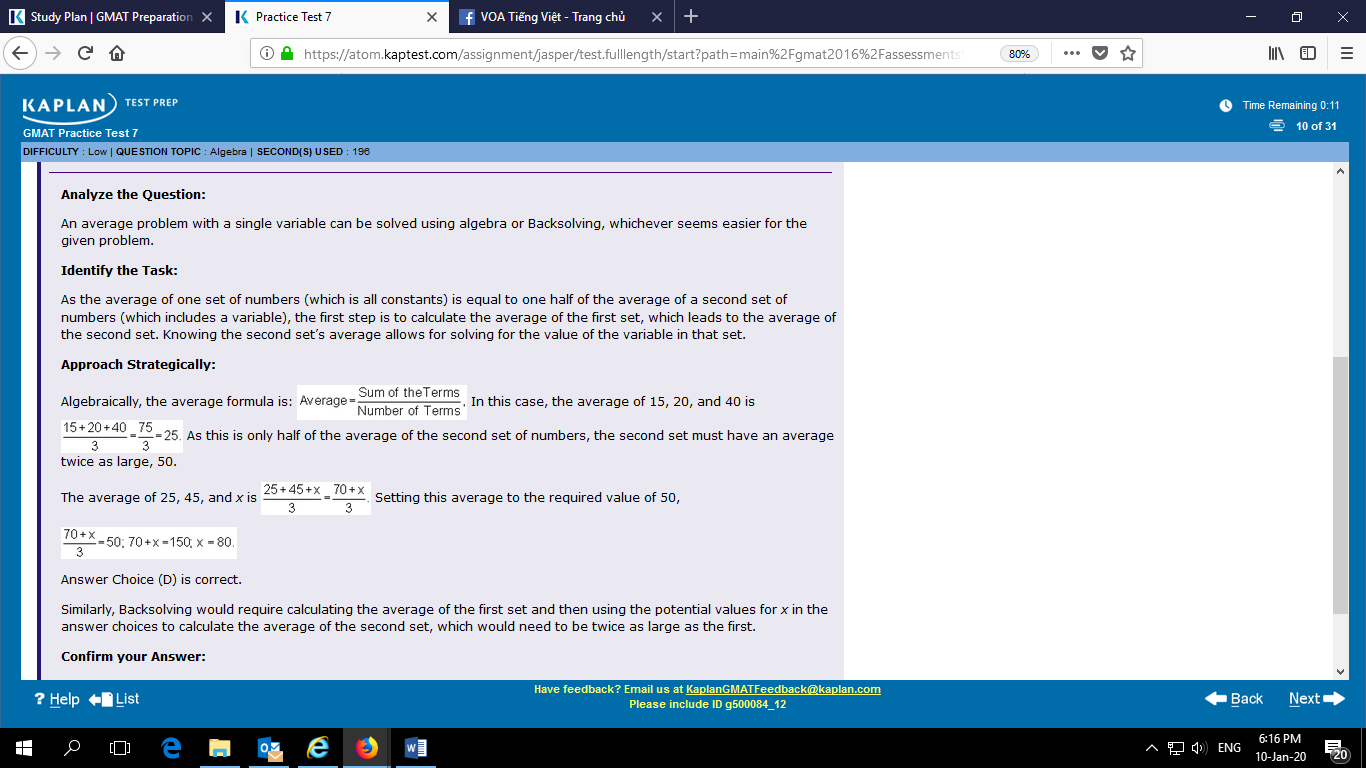 Study Plan | GMAT Preparation
Practice Test 7
VOA Tiếng Việt - Trang chủ
https://atom.kaptest.com/assignment/jasper/test.fulllength/start?path=main%2Fgmat2016%2Fassessments
80%
KAPLAN TEST PREP
Time Remaining 0:11
GMAT Practice Test 7
10 of 31
DIFFICULTY : Low | QUESTION TOPIC : Algebra | SECOND(S) USED : 196
Analyze the Question:
An average problem with a single variable can be solved using algebra or Backsolving, whichever seems easier for the
given problem.
Identify the Task:
As the average of one set of numbers (which is all constants) is equal to one half of the average of a second set of
numbers (which includes a variable), the first step is to calculate the average of the first set, which leads to the average of
the second set. Knowing the second set's average allows for solving for the value of the variable in that set.
Approach Strategically:
Algebraically, the average formula is: Average = Sum of theTerms / Number of Terms. In this case, the average of 15, 20, and 40 is
15+20+40 / 3 = 75 / 3 = 25. As this is only half of the average of the second set of numbers, the second set must have an average
twice as large, 50.
The average of 25, 45, and x is 25+45+x / 3 = 70+x / 3. Setting this average to the required value of 50,
70+x / 3 = 50; 70+x =150; x = 80.
Answer Choice (D) is correct.
Similarly, Backsolving would require calculating the average of the first set and then using the potential values for x in the
answer choices to calculate the average of the second set, which would need to be twice as large as the first.
Confirm your Answer:
? Help
List
Have feedback? Email us at KaplanGMATFeedback@kaplan.com
Please include ID g500084_12
Back
Next
ENG
6:16 PM
10-Jan-20
20